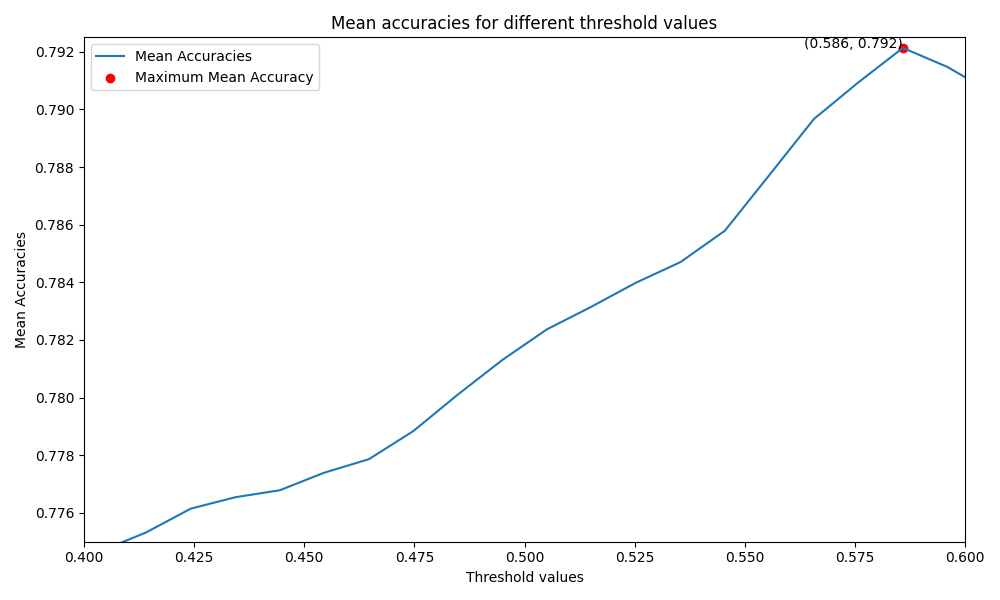 Mean accuracies for different threshold values
Mean Accuracies
Maximum Mean Accuracy
(0.586, 0.792)
Mean Accuracies
0.792
0.790
0.788
0.786
0.784
0.782
0.780
0.778
0.776
0.400 0.425 0.450 0.475 0.500 0.525 0.550 0.575 0.600
Threshold values